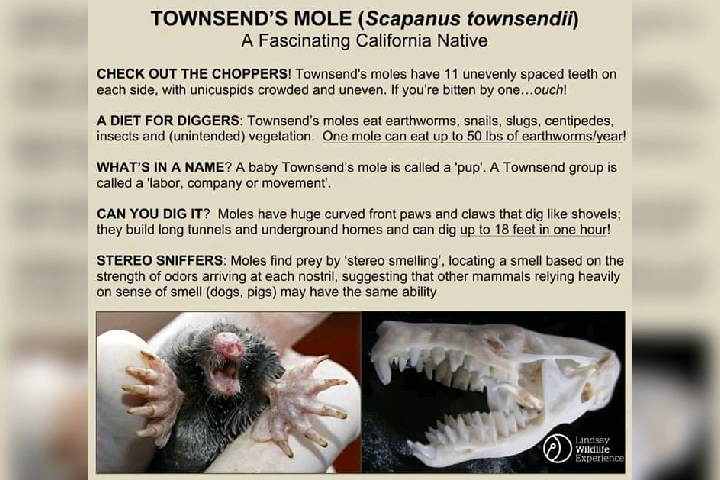 TOWNSEND'S MOLE (Scapanus townsendii)
A Fascinating California Native
CHECK OUT THE CHOPPERS! Townsend's moles have 11 unevenly spaced teeth on
each side, with unicuspids crowded and uneven. If you're bitten by one…ouch!
A DIET FOR DIGGERS: Townsend's moles eat earthworms, snails, slugs, centipedes,
insects and (unintended) vegetation. One mole can eat up to 50 lbs of earthworms/year!
WHAT'S IN A NAME? A baby Townsend's mole is called a 'pup'. A Townsend group is
called a 'labor, company or movement'.
CAN YOU DIG IT? Moles have huge curved front paws and claws that dig like shovels;
they build long tunnels and underground homes and can dig up to 18 feet in one hour!
STEREO SNIFFERS: Moles find prey by 'stereo smelling', locating a smell based on the
strength of odors arriving at each nostril, suggesting that other mammals relying heavily
on sense of smell (dogs, pigs) may have the same ability
Lindsay
Wildlife
Experience